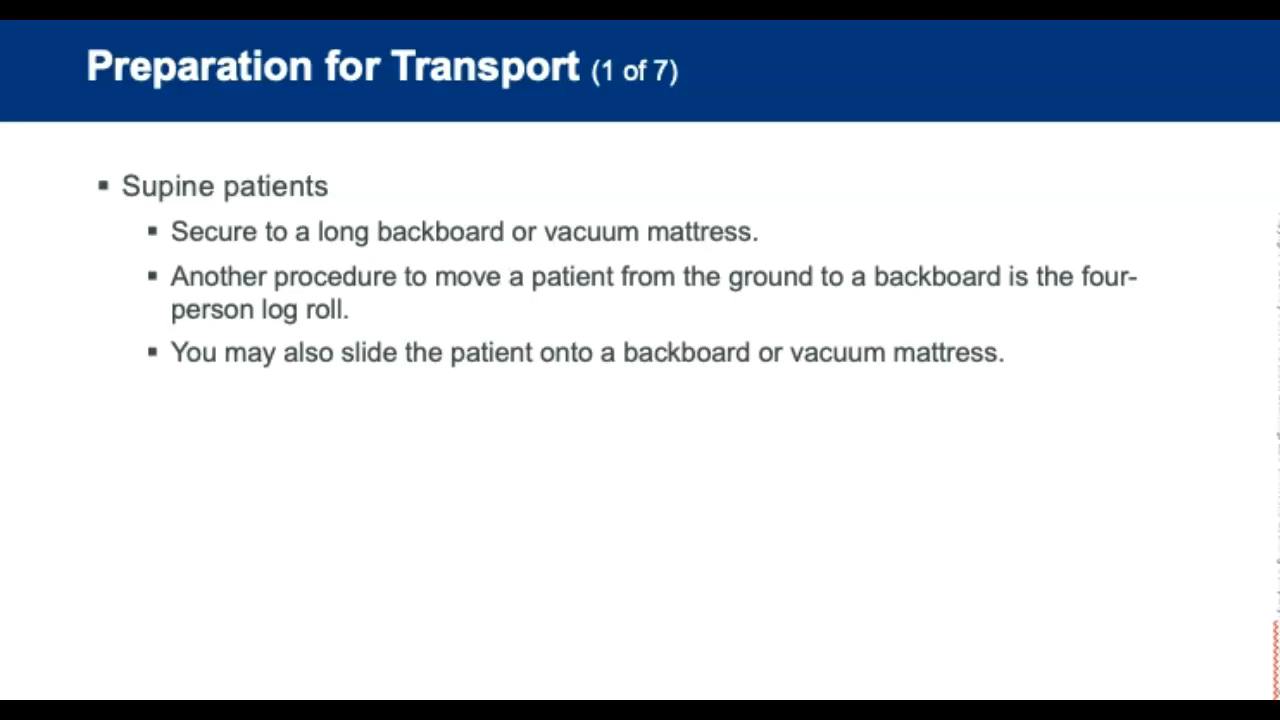 Preparation for Transport (1 of 7)
▪ Supine patients
▪ Secure to a long backboard or vacuum mattress.
▪ Another procedure to move a patient from the ground to a backboard is the four-
person log roll.
▪ You may also slide the patient onto a backboard or vacuum mattress.